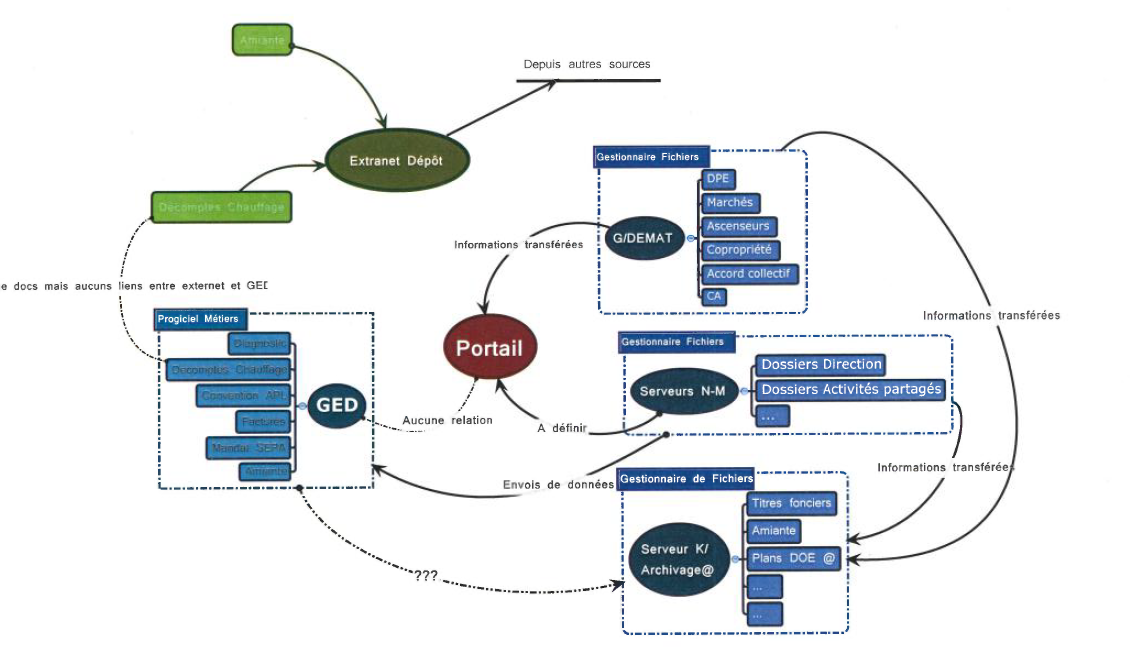 Amiante
Depuis autres sources
Extranet Dépôt
Décomptes Chauffage
Gestionnaire Fichiers
DPE
Marchés
Ascenseurs
G/DEMAT
Copropriété
Accord collectif
CA
Informations transférées
e docs mais aucuns liens entre externet et GED
Informations transférées
Progiciel Métiers
Diagnostic
Décomptes Chauffage
Convention APL
Factures
Mandat SEPA
Amiante
GED
Portail
Aucune relation
Gestionnaire Fichiers
Serveurs N-M
Dossiers Direction
Dossiers Activités partagés
...
A définir
Informations transférées
Envois de données
Gestionnaire de Fichiers
Titres fonciers
Amiante
Serveur K/
Archivage@
Plans DOE @
...
...
???